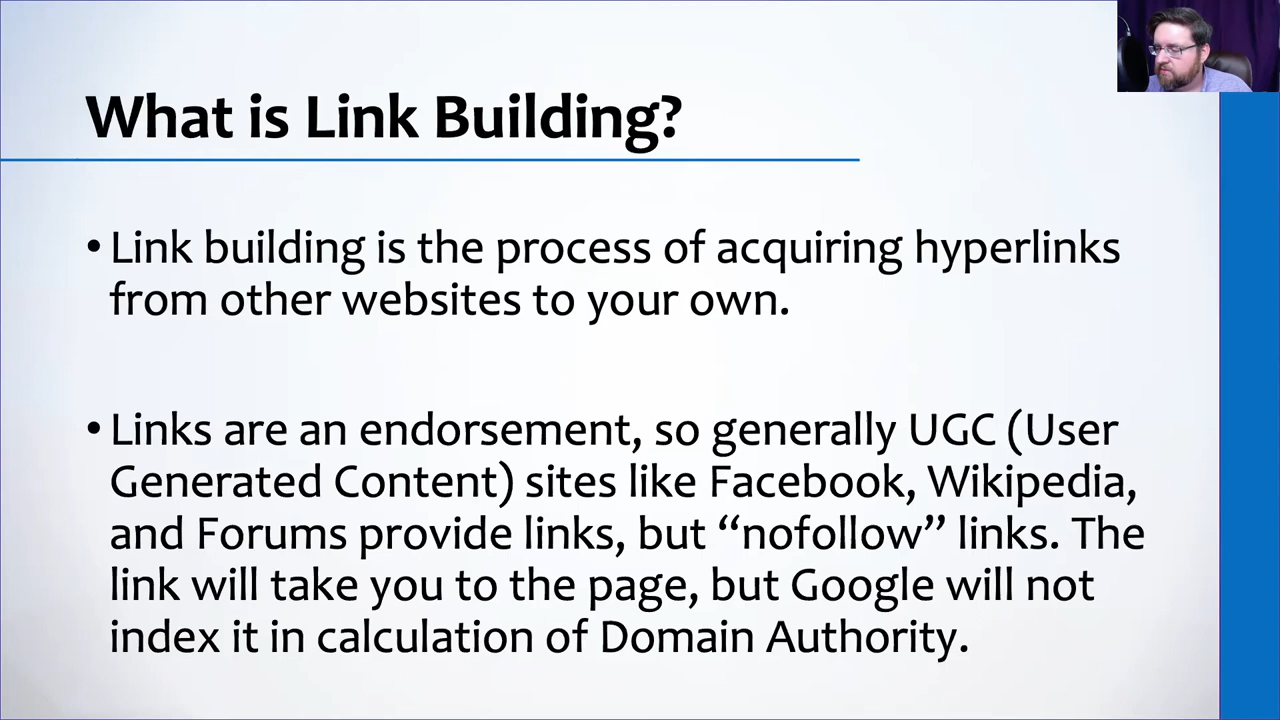 What is Link Building?
• Link building is the process of acquiring hyperlinks
from other websites to your own.
• Links are an endorsement, so generally UGC (User
Generated Content) sites like Facebook, Wikipedia,
and Forums provide links, but “nofollow” links. The
link will take you to the page, but Google will not
index it in calculation of Domain Authority.